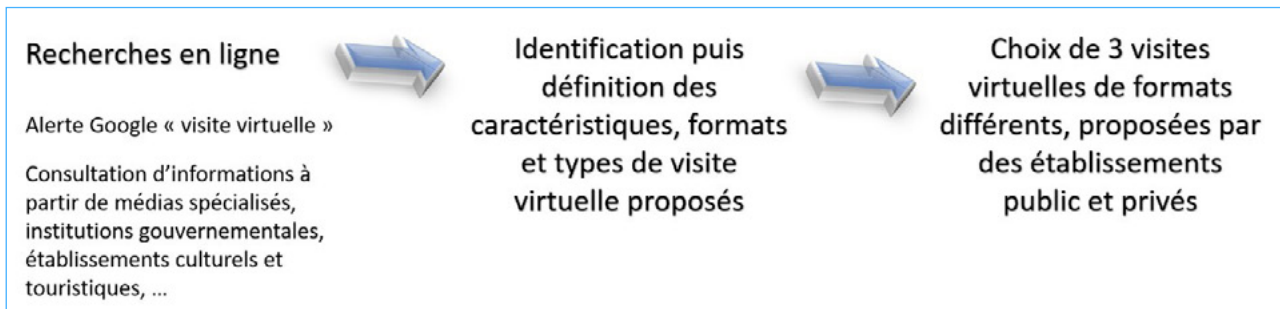 Recherches en ligne
Alerte Google « visite virtuelle »
Consultation d'informations à
partir de médias spécialisés,
institutions gouvernementales,
établissements culturels et
touristiques, ...
Identification puis
définition des
caractéristiques, formats
et types de visite
virtuelle proposés
Choix de 3 visites
virtuelles de formats
différents, proposées par
des établissements
public et privés